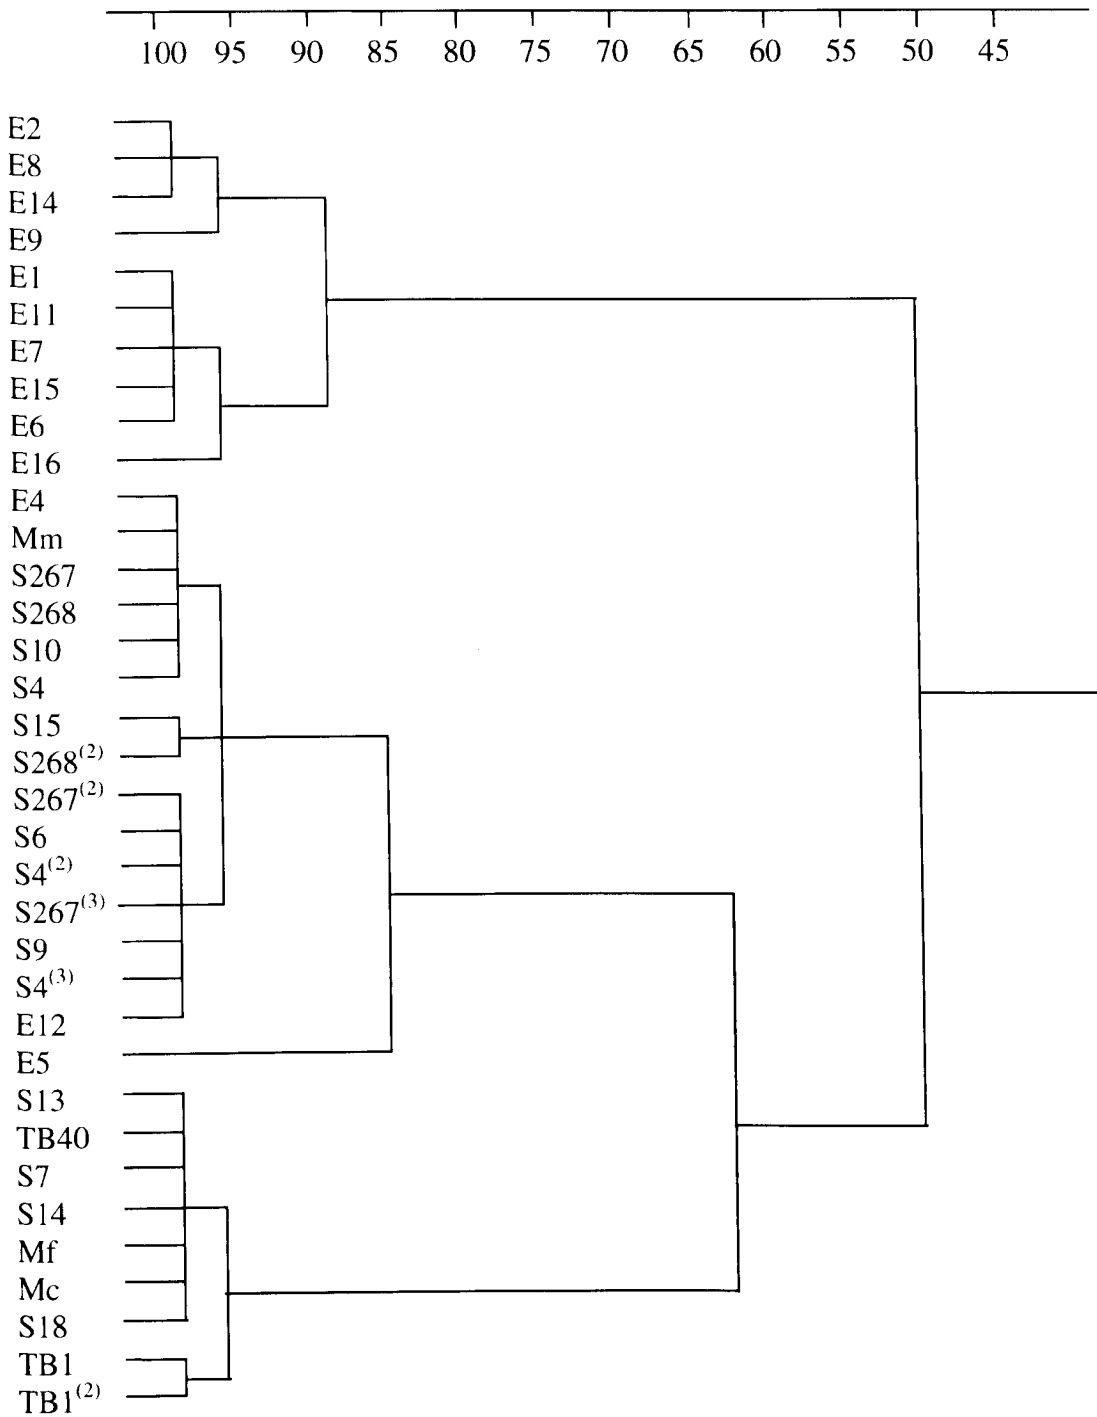 100 95 90 85 80 75 70 65 60 55 50 45
E2
E8
E14
E9
E1
E11
E7
E15
E6
E16
E4
Mm
S267
S268
S10
S4
S15
S268(2)
S267(2)
S6
S4(2)
S267(3)
S9
S4(3)
E12
E5
S13
TB40
S7
S14
Mf
Mc
S18
TB1
TB1(2)